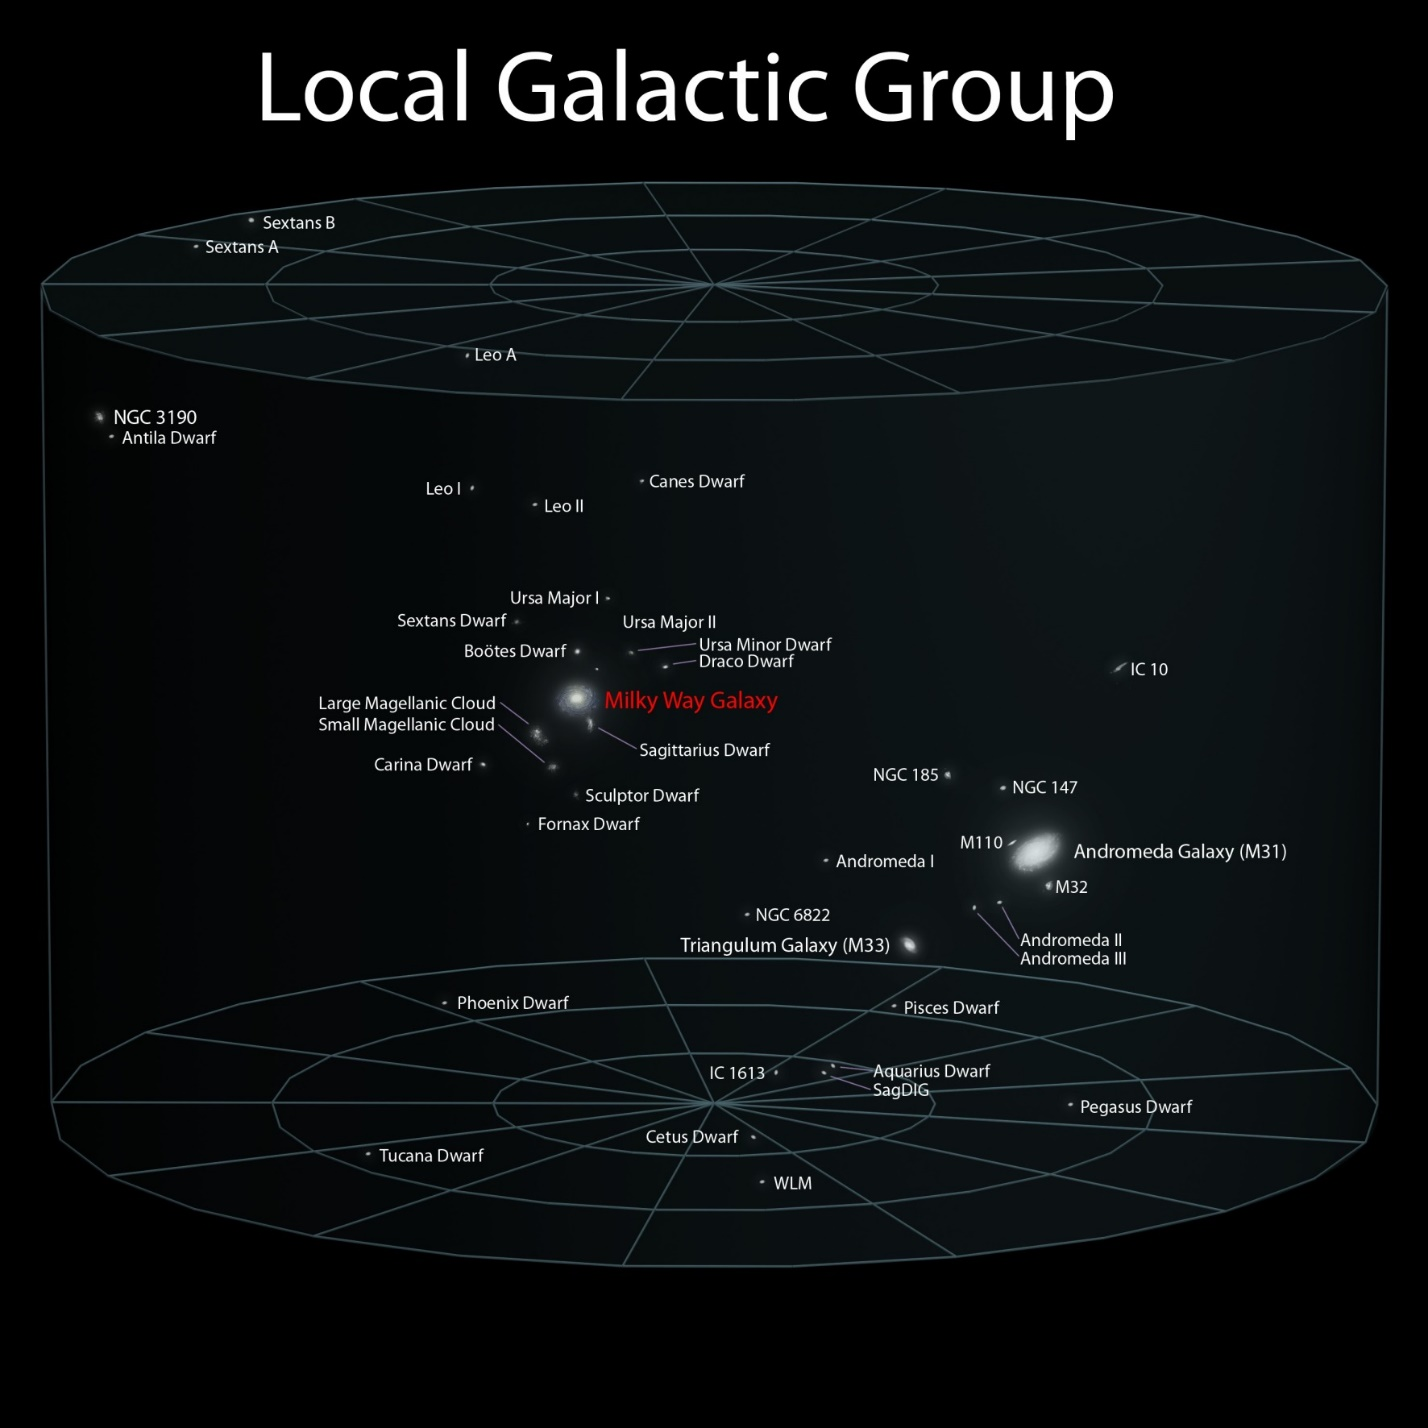 Local Galactic Group
Sextans B
Sextans A
Leo A
NGC 3190
Antila Dwarf
Leo I
Canes Dwarf
Leo II
Ursa Major I
Sextans Dwarf
Ursa Major II
Boötes Dwarf
Ursa Minor Dwarf
Draco Dwarf
IC 10
Milky Way Galaxy
Large Magellanic Cloud
Small Magellanic Cloud
Sagittarius Dwarf
Carina Dwarf
NGC 185
NGC 147
Sculptor Dwarf
Fornax Dwarf
M110
Andromeda Galaxy (M31)
Andromeda I
M32
NGC 6822
Triangulum Galaxy (M33)
Andromeda II
Andromeda III
Phoenix Dwarf
Pisces Dwarf
IC 1613
Aquarius Dwarf
SagDIG
Pegasus Dwarf
Cetus Dwarf
Tucana Dwarf
WLM